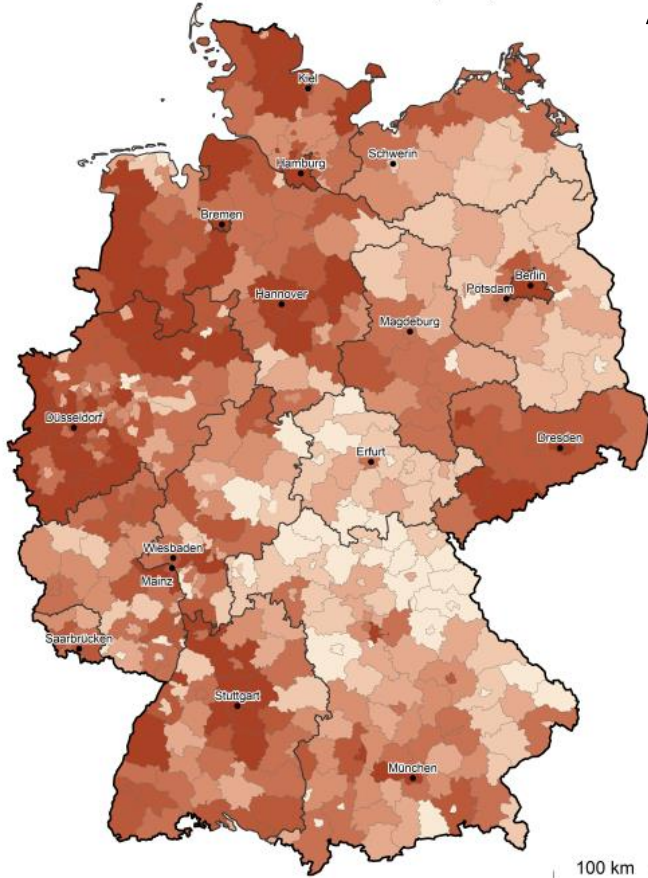 Kiel
Schwerin
Hamburg
Bremen
Berlin
Potsdam
Hannover
Magdeburg
Düsseldorf
Dresden
Erfurt
Wiesbaden
Mainz
Saarbrücken
Stuttgart
München
100 km